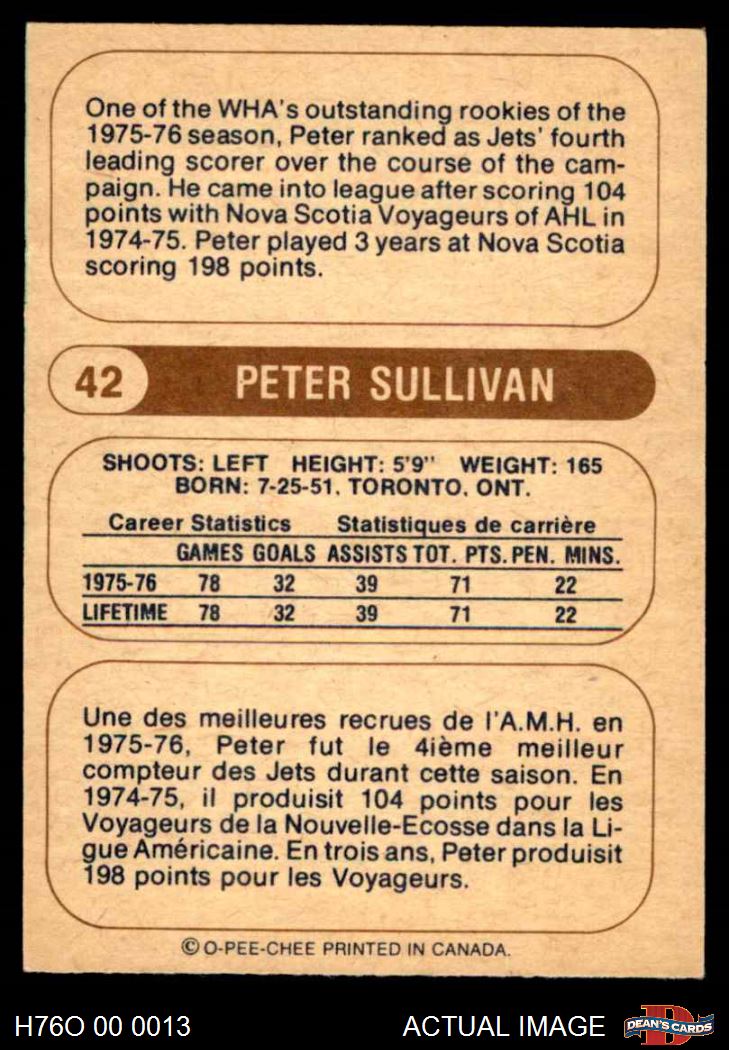 One of the WHA's outstanding rookies of the
1975-76 season, Peter ranked as Jets' fourth
leading scorer over the course of the cam-
paign. He came into league after scoring 104
points with Nova Scotia Voyageurs of AHL in
1974-75. Peter played 3 years at Nova Scotia
scoring 198 points.
42 PETER SULLIVAN
SHOOTS: LEFT HEIGHT: 5'9" WEIGHT: 165
BORN: 7-25-51, TORONTO, ONT.
Career Statistics Statistiques de carrière
GAMES GOALS ASSISTS TOT. PTS. PEN. MINS.
1975-76 78 32 39 71 22
LIFETIME 78 32 39 71 22
Une des meilleures recrues de l'A.M.H. en
1975-76, Peter fut le 4ième meilleur
compteur des Jets durant cette saison. En
1974-75, il produisit 104 points pour les
Voyageurs de la Nouvelle-Ecosse dans la Li-
gue Américaine. En trois ans, Peter produisit
198 points pour les Voyageurs.
© O-PEE-CHEE PRINTED IN CANADA.
H76O 00 0013 ACTUAL IMAGE D DEAN'S CARDS